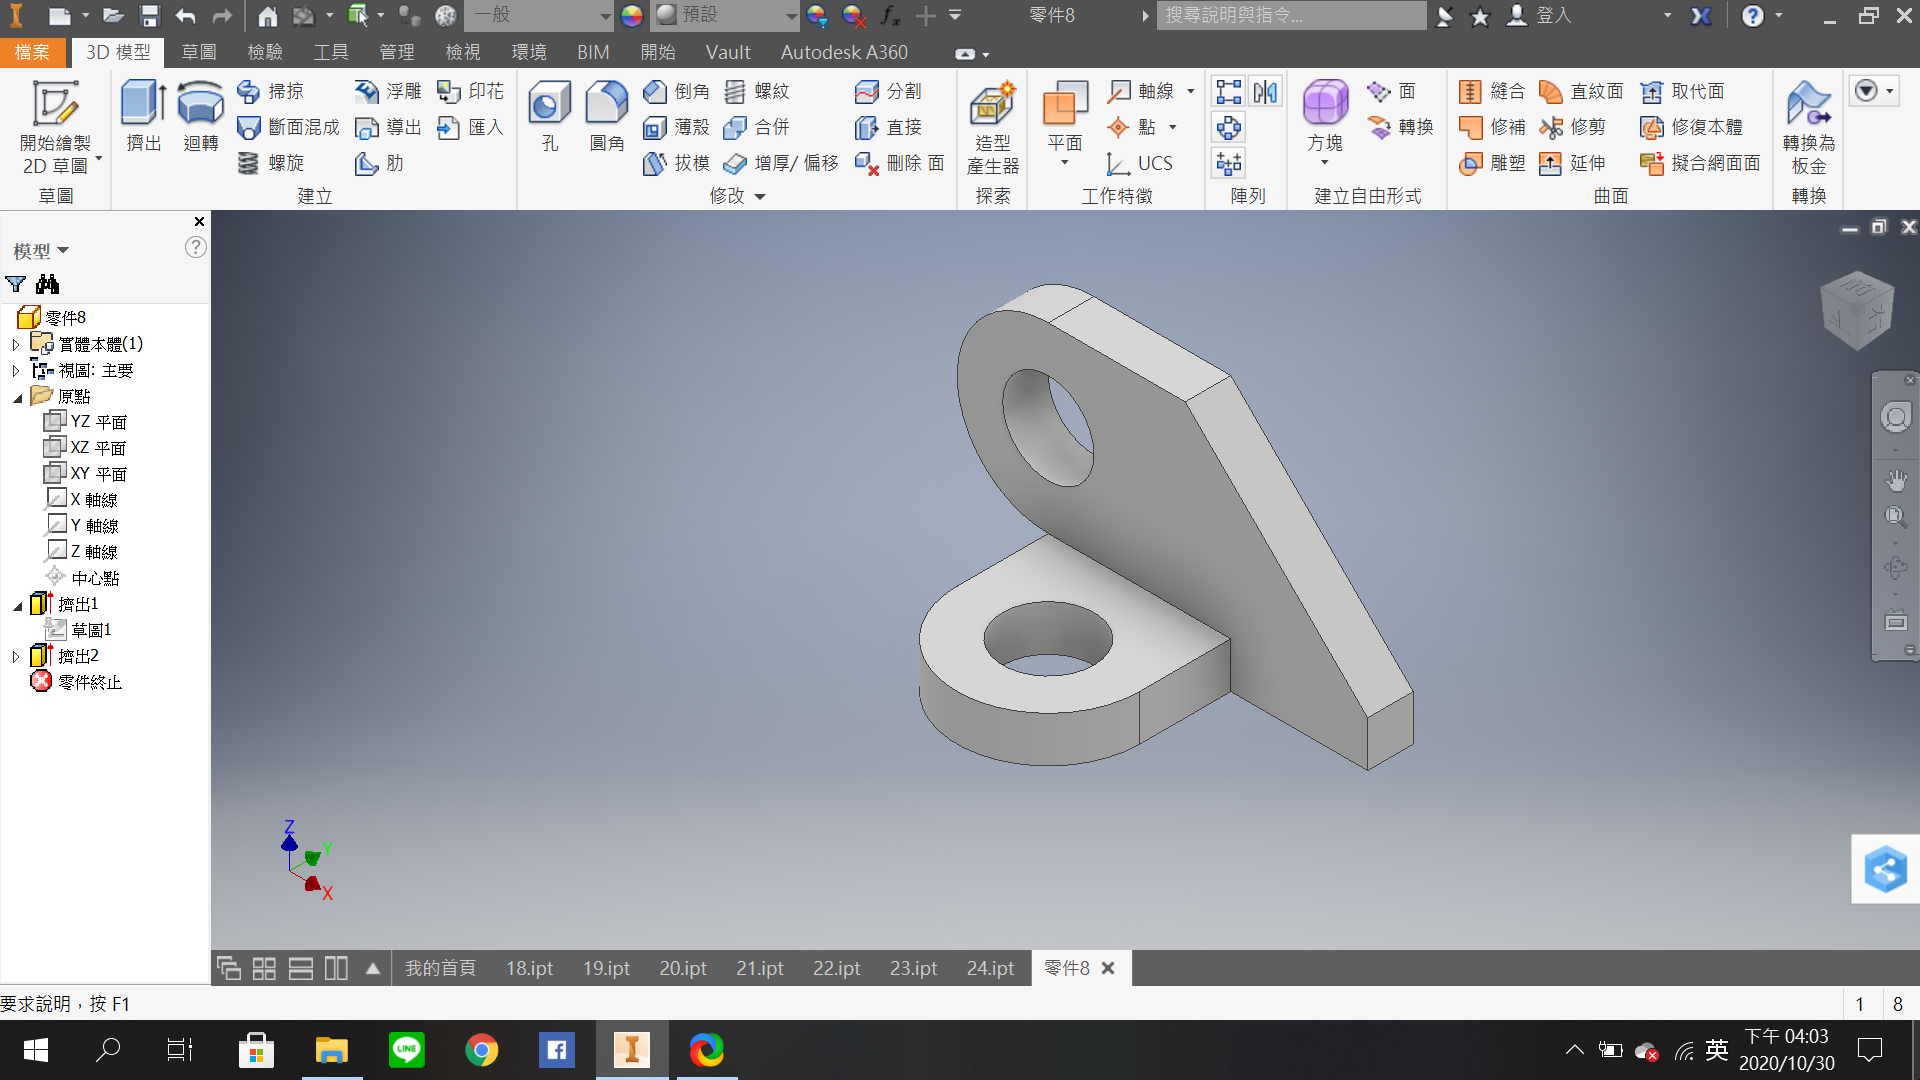 一般
預設
零件8
搜尋說明與指令...
登入
檔案
3D 模型
草圖
檢驗
工具
管理
檢視
環境
BIM
開始
Vault
Autodesk A360
開始繪製
2D 草圖
草圖
擠出
迴轉
掃掠
斷面混成
螺旋
浮雕
導出
肋
印花
匯入
建立
孔
圓角
倒角
薄殼
拔模
螺紋
合併
增厚/ 偏移
分割
直接
刪除 面
修改
造型
產生器
探索
平面
軸線
點
UCS
工作特徵
陣列
方塊
面
轉換
建立自由形式
縫合
修補
雕塑
直紋面
修剪
延伸
取代面
修復本體
擬合網面面
曲面
轉換為
板金
轉換
模型
零件8
實體本體(1)
視圖: 主要
原點
YZ 平面
XZ 平面
XY 平面
X 軸線
Y 軸線
Z 軸線
中心點
擠出1
草圖1
擠出2
零件終止
Z
Y
X
我的首頁
18.ipt
19.ipt
20.ipt
21.ipt
22.ipt
23.ipt
24.ipt
零件8
要求說明，按 F1
1
8
LINE
英
下午 04:03
2020/10/30